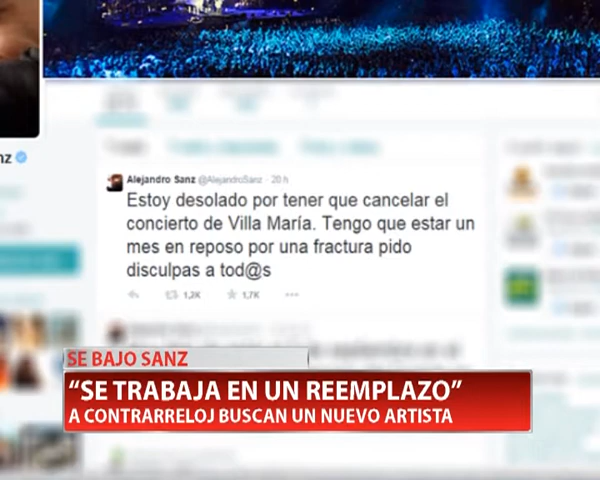 nz
Alejandro Sanz @AlejandroSanz · 20 h
Estoy desolado por tener que cancelar el
concierto de Villa María. Tengo que estar un
mes en reposo por una fractura pido
disculpas a tod@s
1,2K 1,7K
SE BAJO SANZ
“SE TRABAJA EN UN REEMPLAZO”
A CONTRARRELOJ BUSCAN UN NUEVO ARTISTA